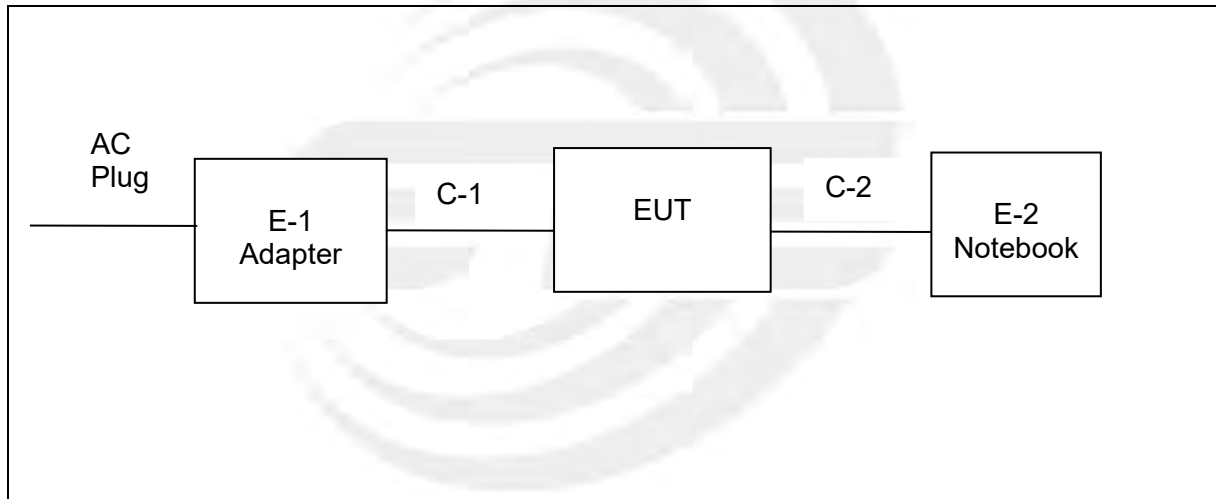 AC
Plug
E-1
Adapter
C-1
EUT
C-2
E-2
Notebook